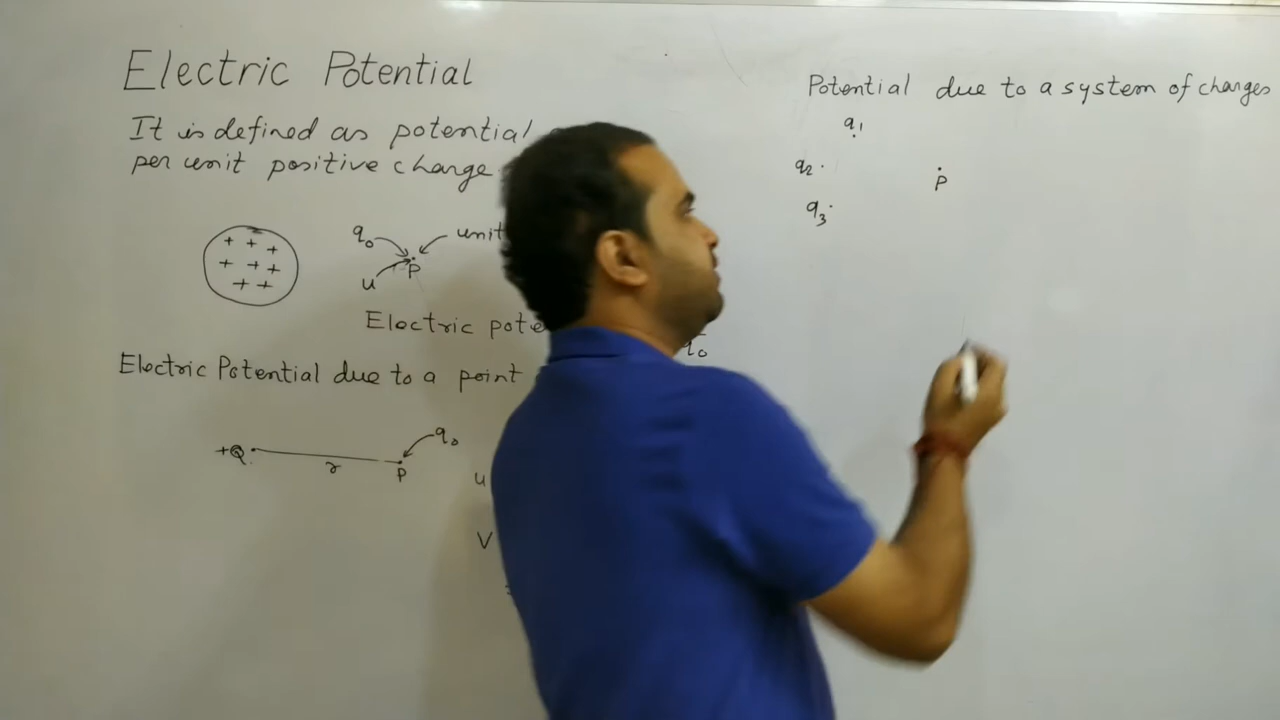 Electric Potential
It is defined as potential
per unit positive charge
+ + +
+ + +
+ +
q₀
unit
P
u
Electric pote
q₀
Electric Potential due to a point
+Q
r
P
q₀
u
V
Potential due to a system of charges
q₁
q₂
P
q₃